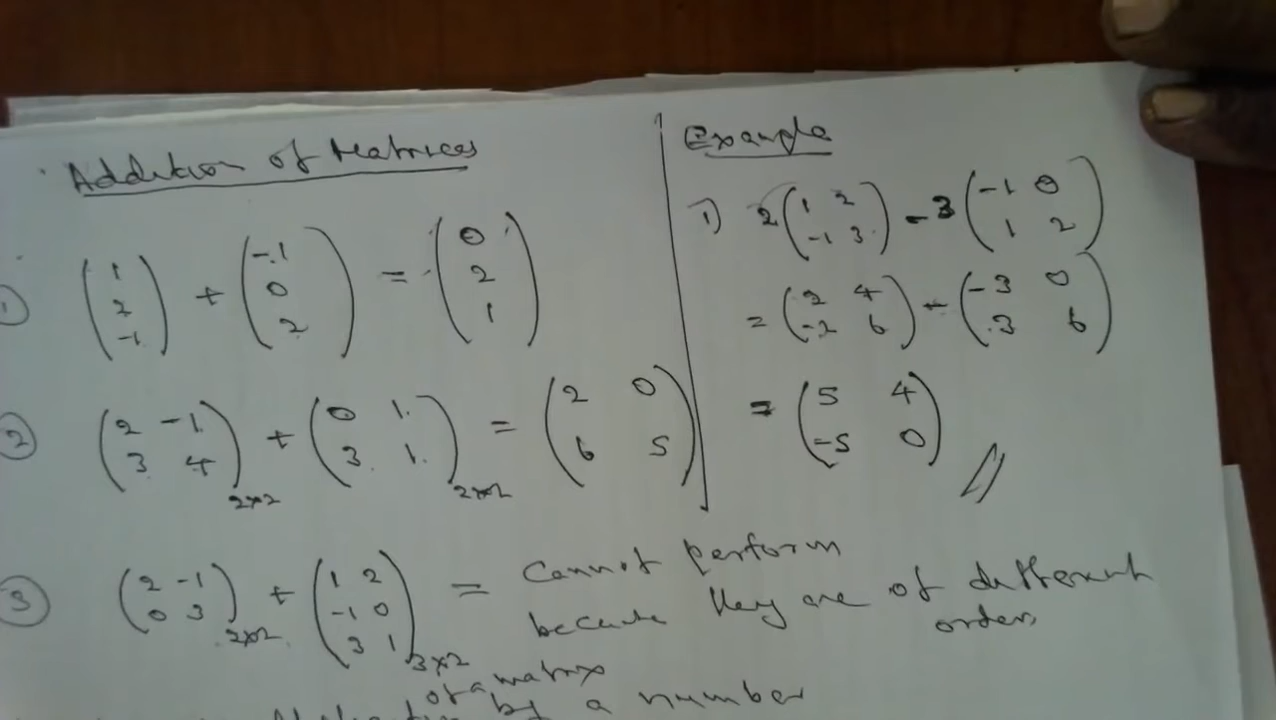 Addition of Matrices
① (1 2 -1) + (-1 0 2) = (0 2 1)
② (2 -1 3 4)2×2 + (0 1 3 1)2×2 = (2 0 6 5)
③ (2 -1 0 3)2×2 + (1 2 -1 0 3 1)3×2 = Cannot perform
because they are of different
orders
of a matrix
by a number
Example
1) 2(1 2 -1 3) - 3(-1 0 1 2)
= (2 4 -2 6) - (-3 0 3 6)
= (5 4 -5 0)